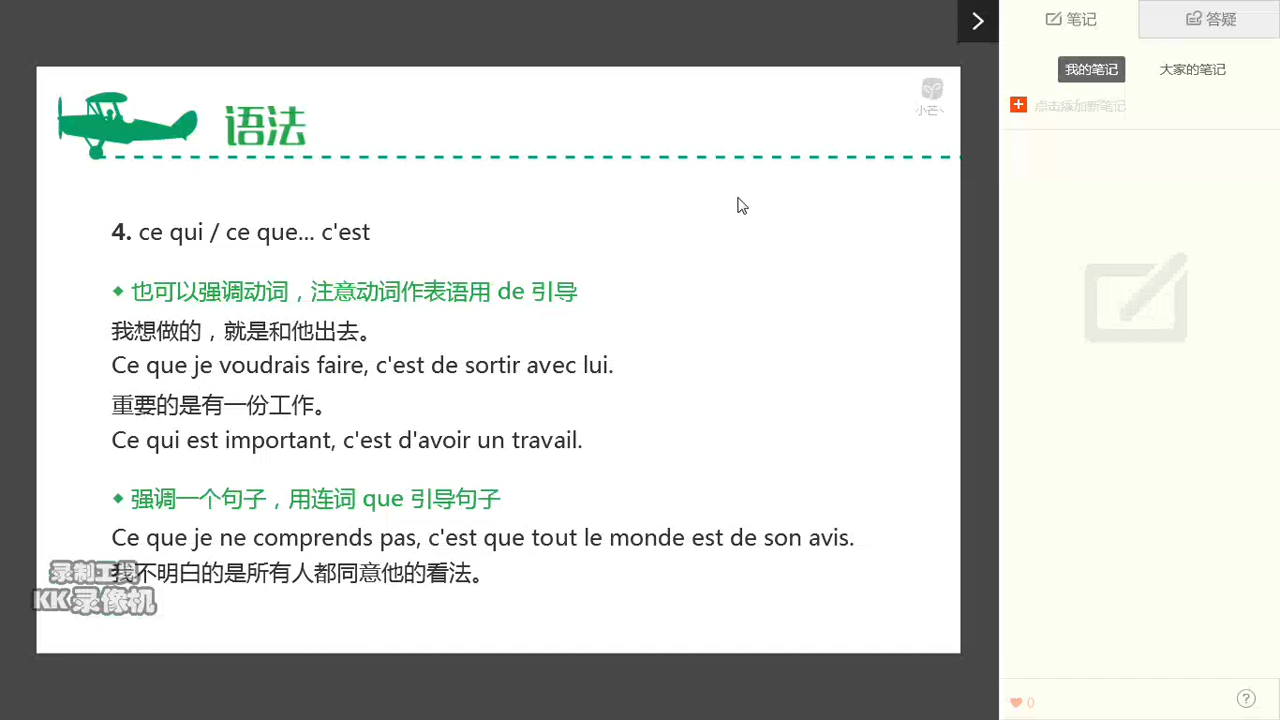 笔记
答疑
我的笔记
大家的笔记
点击添加新笔记
语法
小芒丶
4. ce qui / ce que... c'est
也可以强调动词，注意动词作表语用 de 引导
我想做的，就是和他出去。
Ce que je voudrais faire, c'est de sortir avec lui.
重要的是有一份工作。
Ce qui est important, c'est d'avoir un travail.
强调一个句子，用连词 que 引导句子
Ce que je ne comprends pas, c'est que tout le monde est de son avis.
我不明白的是所有人都同意他的看法。
录制工具
KK 录像机
0
?